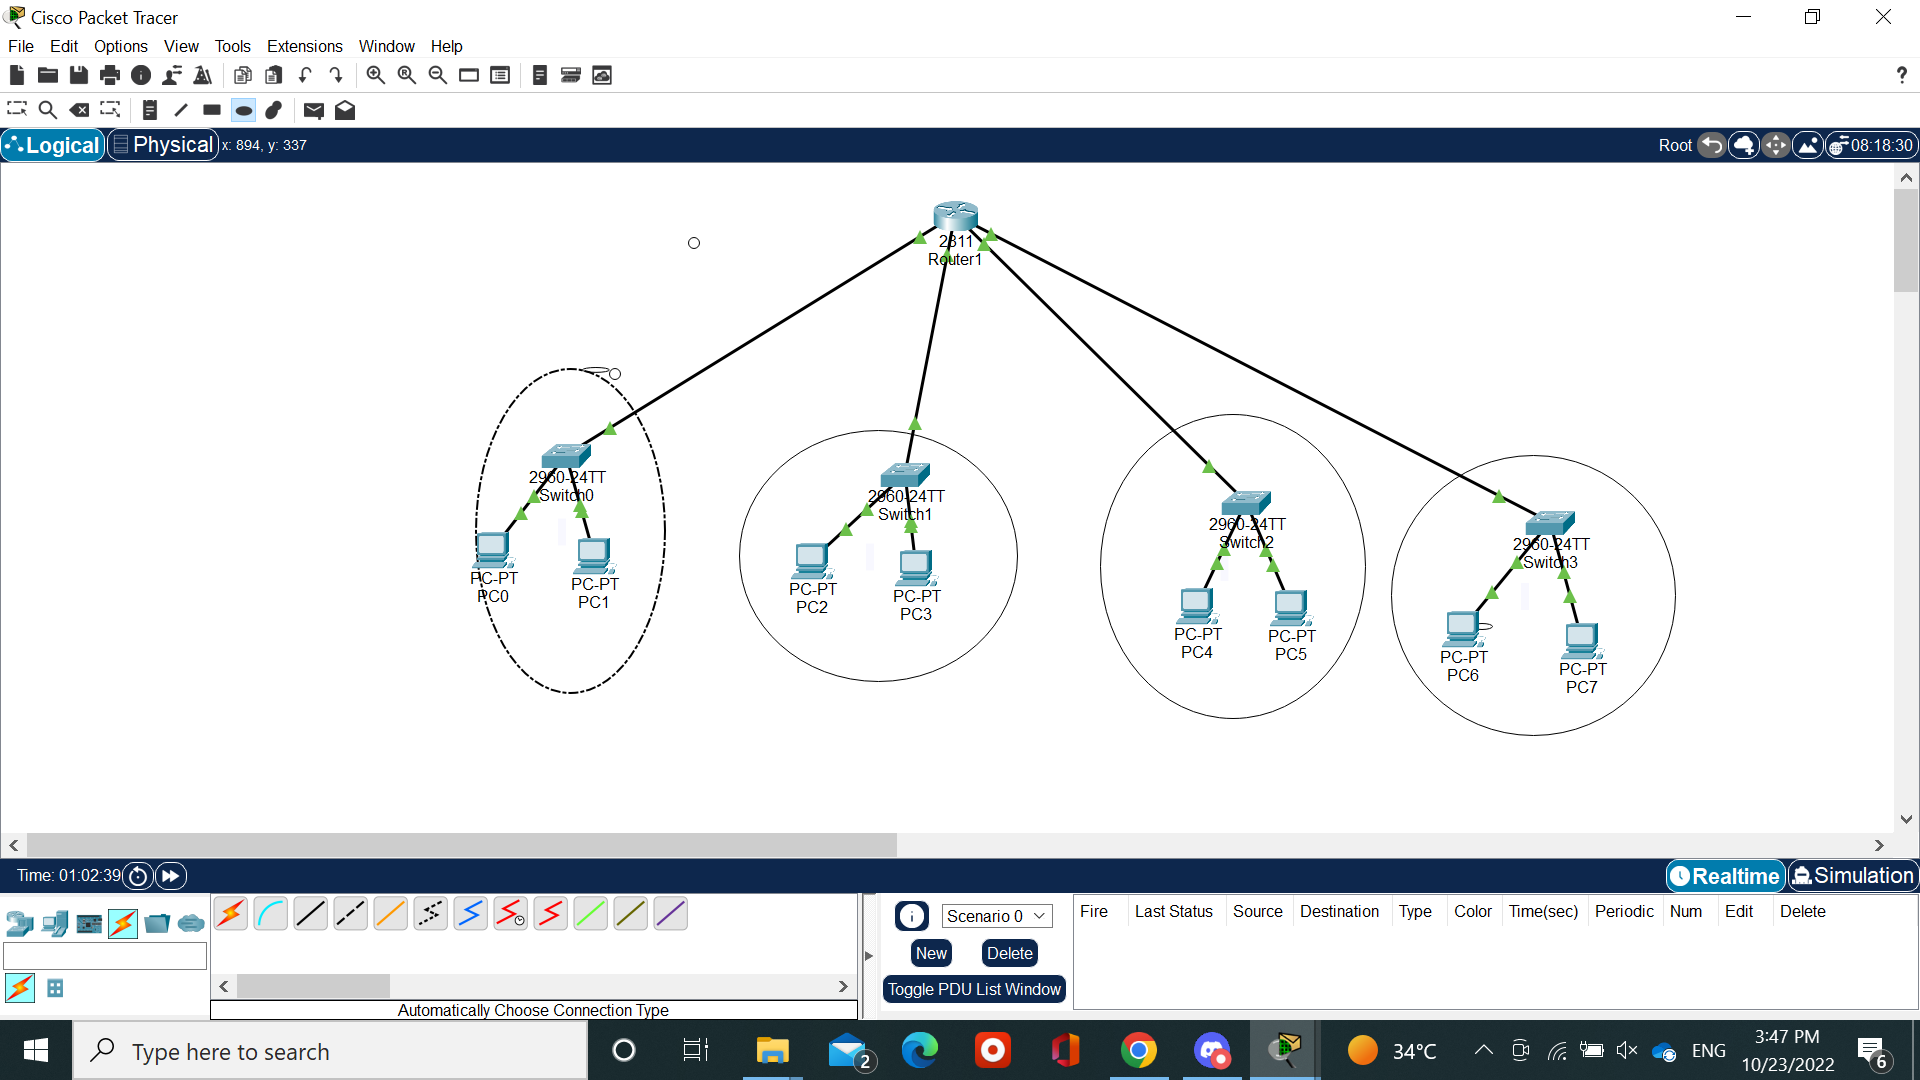 Cisco Packet Tracer
File Edit Options View Tools Extensions Window Help
?
Logical Physical x: 894, y: 337 Root 08:18:30
2811
Router1
2960-24TT
Switch0
PC-PT
PC0
PC-PT
PC1
2960-24TT
Switch1
PC-PT
PC2
PC-PT
PC3
2960-24TT
Switch2
PC-PT
PC4
PC-PT
PC5
2960-24TT
Switch3
PC-PT
PC6
PC-PT
PC7
Time: 01:02:39 Realtime Simulation
Automatically Choose Connection Type
Scenario 0
New Delete
Toggle PDU List Window
Fire Last Status Source Destination Type Color Time(sec) Periodic Num Edit Delete
Type here to search
2
34°C
ENG
3:47 PM
10/23/2022
6